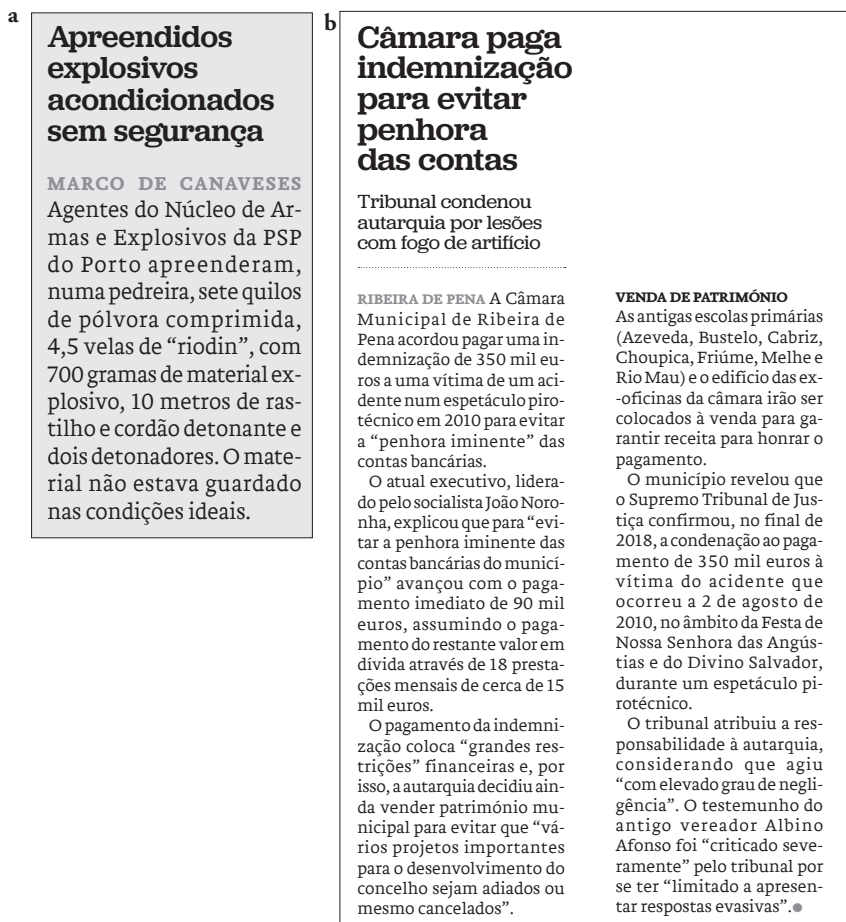 a
Apreendidos
explosivos
acondicionados
sem segurança
MARCO DE CANAVESES
Agentes do Núcleo de Ar-
mas e Explosivos da PSP
do Porto apreenderam,
numa pedreira, sete quilos
de pólvora comprimida,
4,5 velas de “riodin”, com
700 gramas de material ex-
plosivo, 10 metros de ras-
tilho e cordão detonante e
dois detonadores. O mate-
rial não estava guardado
nas condições ideais.
b
Câmara paga
indemnização
para evitar
penhora
das contas
Tribunal condenou
autarquia por lesões
com fogo de artifício
RIBEIRA DE PENA A Câmara
Municipal de Ribeira de
Pena acordou pagar uma in-
demnização de 350 mil eu-
ros a uma vítima de um aci-
dente num espetáculo piro-
técnico em 2010 para evitar
a “penhora iminente” das
contas bancárias.
O atual executivo, lidera-
do pelo socialista João Noro-
nha, explicou que para “evi-
tar a penhora iminente das
contas bancárias do municí-
pio” avançou com o paga-
mento imediato de 90 mil
euros, assumindo o paga-
mento do restante valor em
dívida através de 18 presta-
ções mensais de cerca de 15
mil euros.
O pagamento da indemni-
zação coloca “grandes res-
trições” financeiras e, por
isso, a autarquia decidiu ain-
da vender património mu-
nicipal para evitar que “vá-
rios projetos importantes
para o desenvolvimento do
concelho sejam adiados ou
mesmo cancelados”.
VENDA DE PATRIMÓNIO
As antigas escolas primárias
(Azeveda, Bustelo, Cabriz,
Choupica, Friúme, Melhe e
Rio Mau) e o edifício das ex-
-oficinas da câmara irão ser
colocados à venda para ga-
rantir receita para honrar o
pagamento.
O município revelou que
o Supremo Tribunal de Jus-
tiça confirmou, no final de
2018, a condenação ao paga-
mento de 350 mil euros à
vítima do acidente que
ocorreu a 2 de agosto de
2010, no âmbito da Festa de
Nossa Senhora das Angús-
tias e do Divino Salvador,
durante um espetáculo pi-
rotécnico.
O tribunal atribuiu a res-
ponsabilidade à autarquia,
considerando que agiu
“com elevado grau de negli-
gência”. O testemunho do
antigo vereador Albino
Afonso foi “criticado seve-
ramente” pelo tribunal por
se ter “limitado a apresen-
tar respostas evasivas”.●